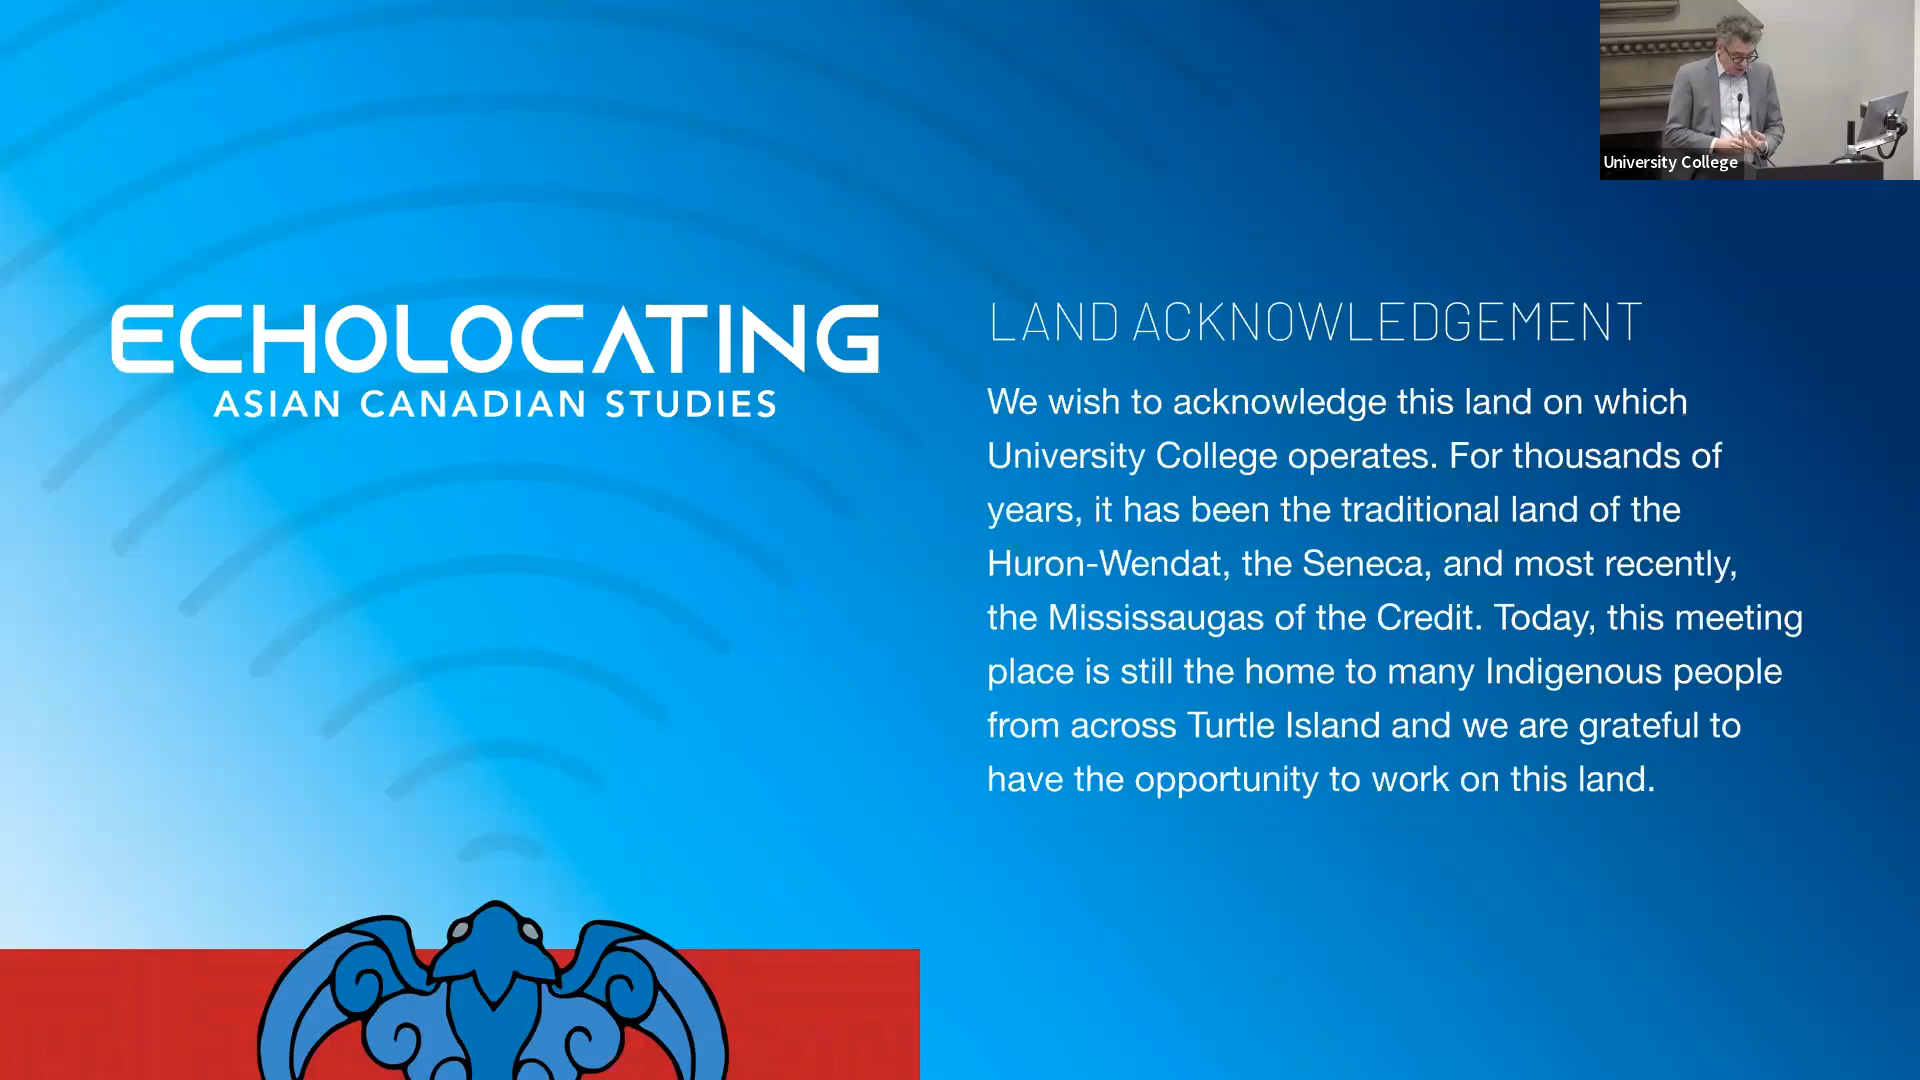 ECHOLOCATING
ASIAN CANADIAN STUDIES
LAND ACKNOWLEDGEMENT
We wish to acknowledge this land on which
University College operates. For thousands of
years, it has been the traditional land of the
Huron-Wendat, the Seneca, and most recently,
the Mississaugas of the Credit. Today, this meeting
place is still the home to many Indigenous people
from across Turtle Island and we are grateful to
have the opportunity to work on this land.
University College